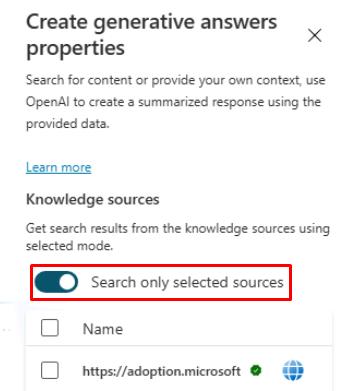 Create generative answers
properties
Search for content or provide your own context, use
OpenAI to create a summarized response using the
provided data.
Learn more
Knowledge sources
Get search results from the knowledge sources using
selected mode.
Search only selected sources
Name
https://adoption.microsoft